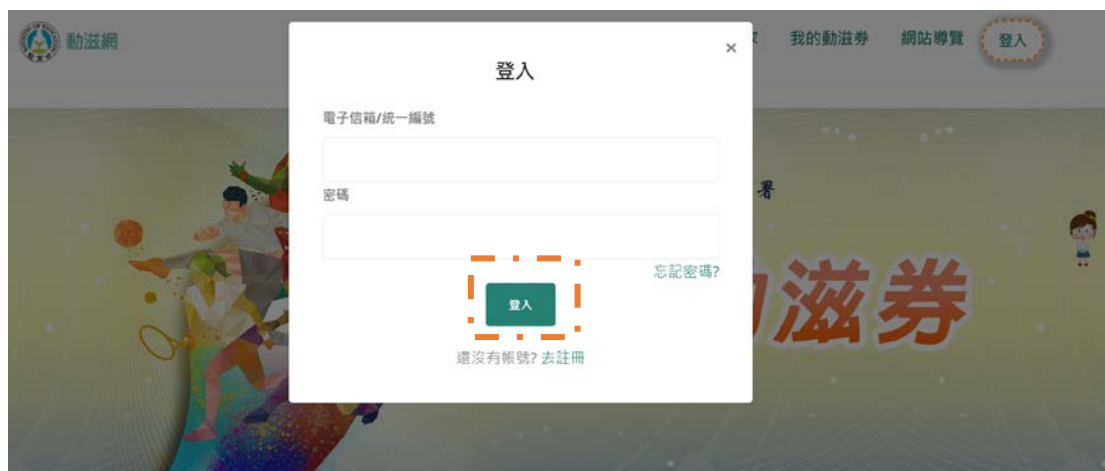 動滋網
我的動滋券
網站導覽
登入
×
登入
電子信箱/統一編號
密碼
忘記密碼?
登入
還沒有帳號? 去註冊
署
滋券